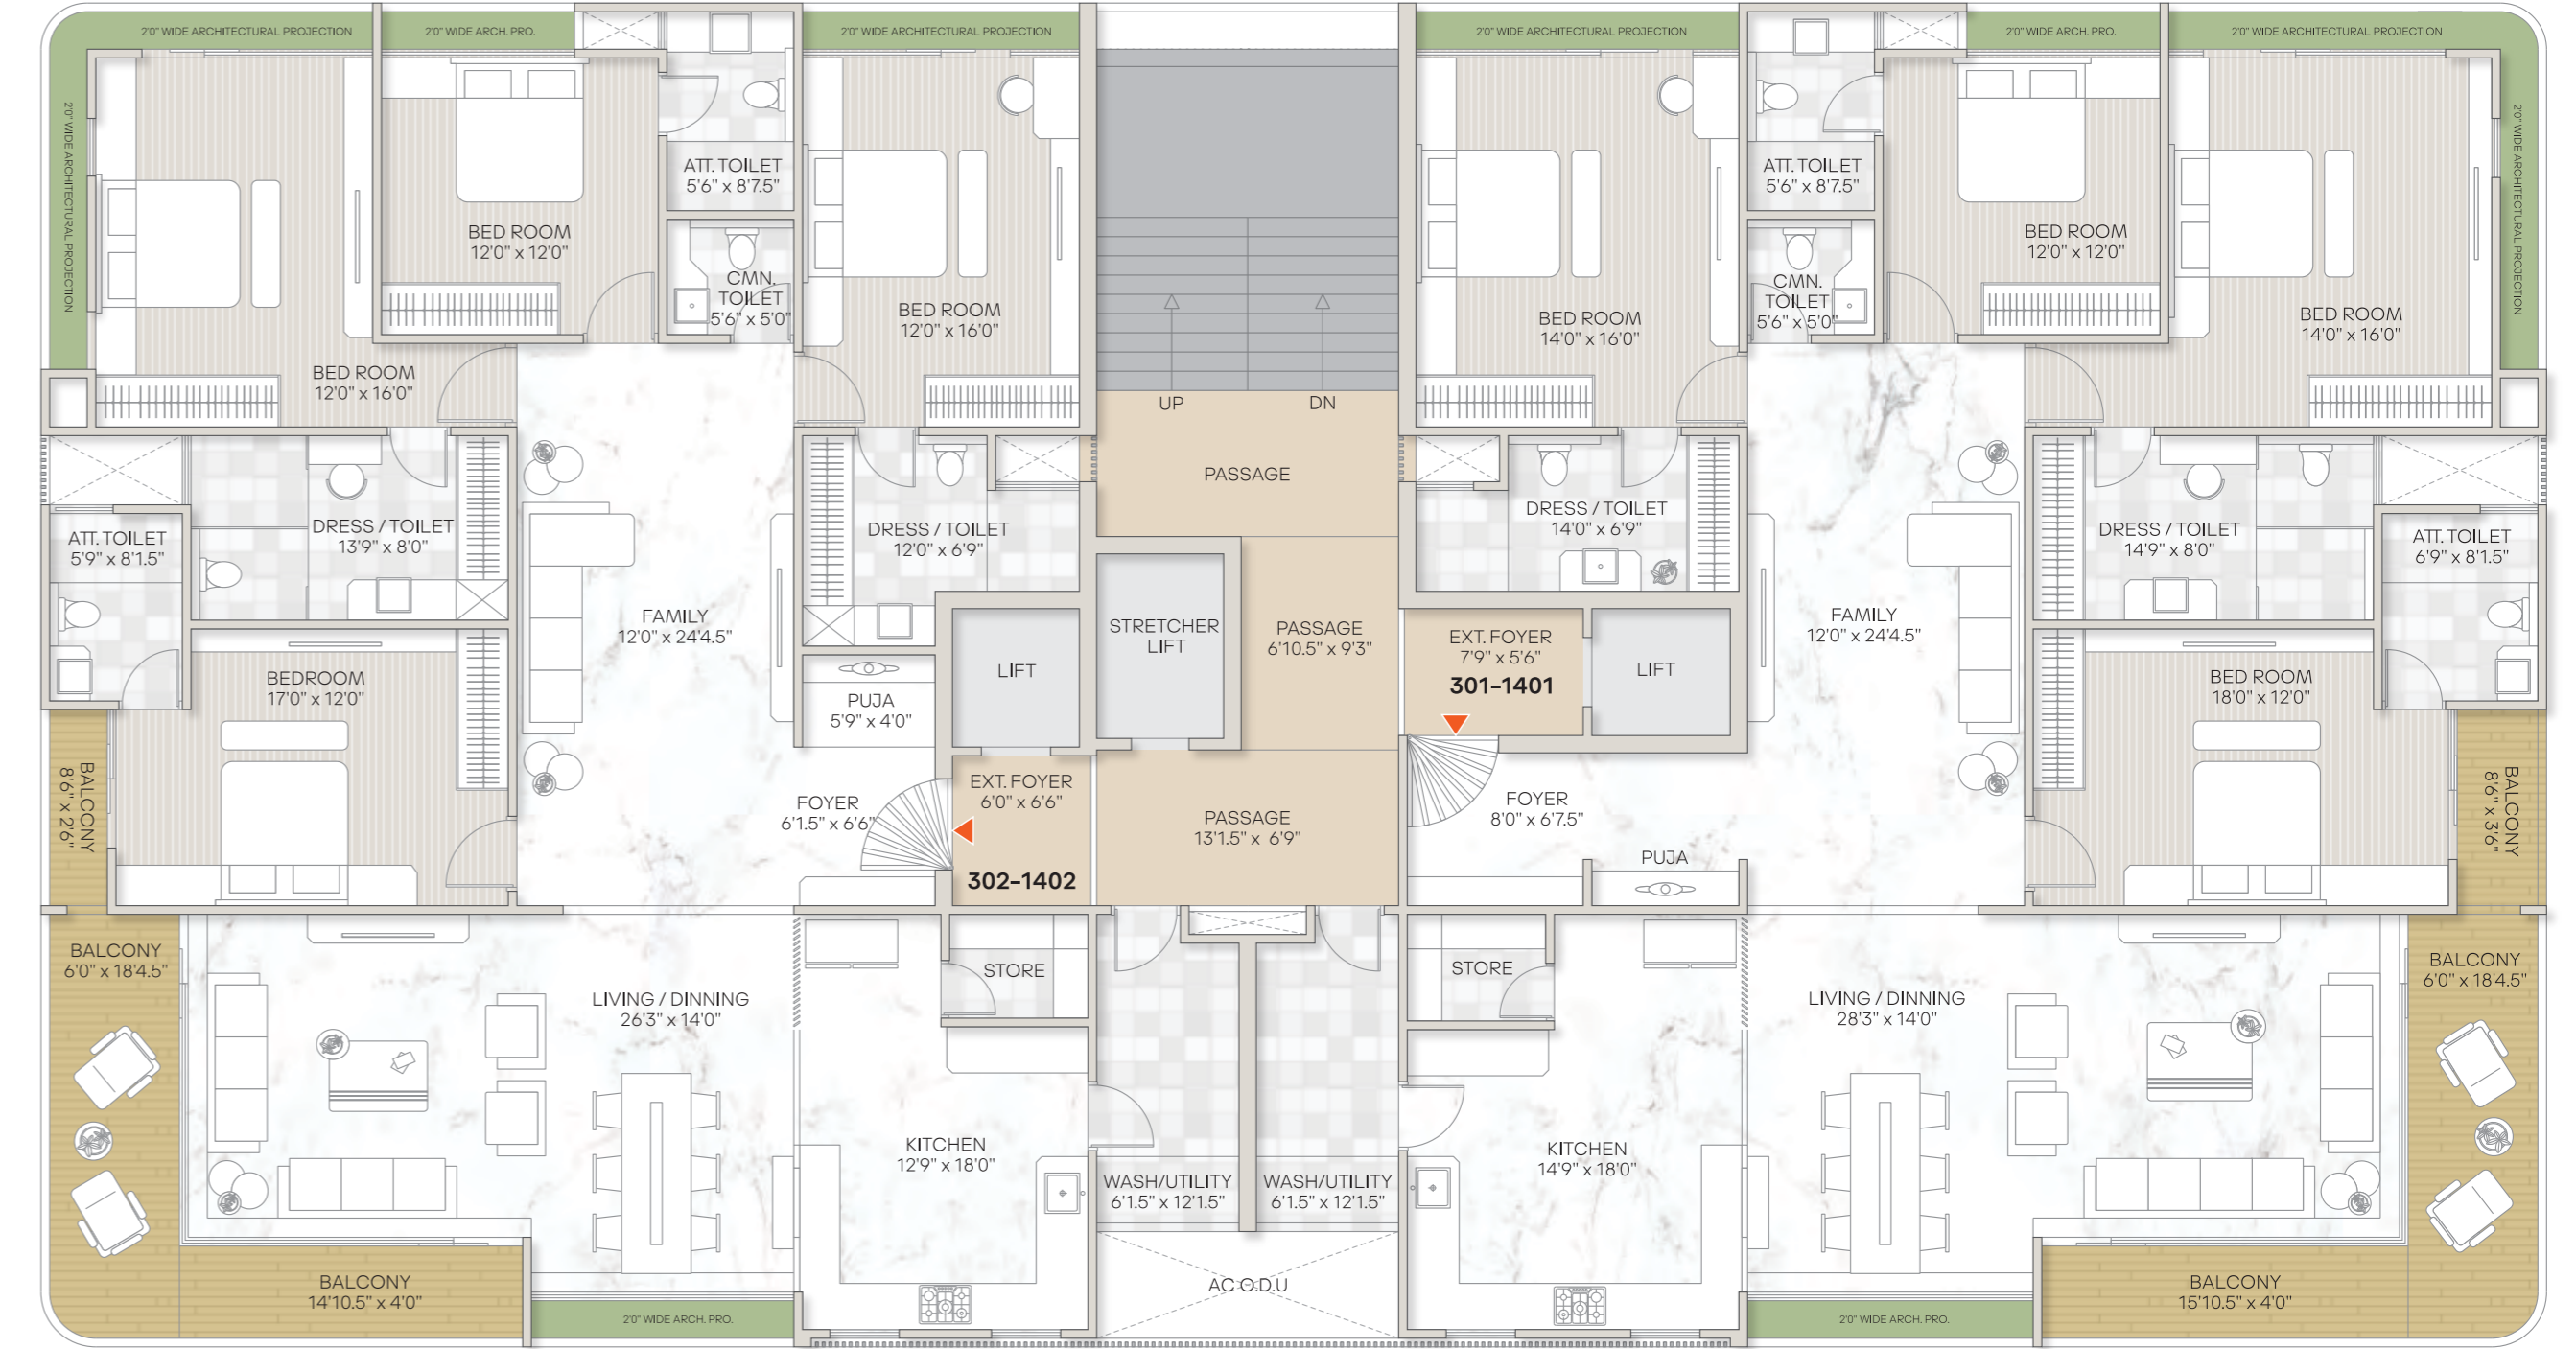 2'0" WIDE ARCHITECTURAL PROJECTION
2'0" WIDE ARCH. PRO.
2'0" WIDE ARCHITECTURAL PROJECTION
2'0" WIDE ARCHITECTURAL PROJECTION
2'0" WIDE ARCH. PRO.
2'0" WIDE ARCHITECTURAL PROJECTION
2'0" WIDE ARCHITECTURAL PROJECTION
2'0" WIDE ARCHITECTURAL PROJECTION
ATT. TOILET
5'6" x 8'7.5"
ATT. TOILET
5'6" x 8'7.5"
BED ROOM
12'0" x 12'0"
BED ROOM
12'0" x 12'0"
CMN.
TOILET
5'6" x 5'0"
CMN.
TOILET
5'6" x 5'0"
BED ROOM
12'0" x 16'0"
BED ROOM
14'0" x 16'0"
BED ROOM
14'0" x 16'0"
BED ROOM
12'0" x 16'0"
UP
DN
PASSAGE
ATT. TOILET
5'9" x 8'1.5"
DRESS / TOILET
13'9" x 8'0"
DRESS / TOILET
12'0" x 6'9"
DRESS / TOILET
14'0" x 6'9"
DRESS / TOILET
14'9" x 8'0"
ATT. TOILET
6'9" x 8'1.5"
FAMILY
12'0" x 24'4.5"
STRETCHER
LIFT
PASSAGE
6'10.5" x 9'3"
EXT. FOYER
7'9" x 5'6"
301-1401
LIFT
LIFT
FAMILY
12'0" x 24'4.5"
BEDROOM
17'0" x 12'0"
PUJA
5'9" x 4'0"
BED ROOM
18'0" x 12'0"
BALCONY
8'6" x 2'6"
FOYER
6'1.5" x 6'6"
EXT. FOYER
6'0" x 6'6"
302-1402
PASSAGE
13'1.5" x 6'9"
FOYER
8'0" x 6'7.5"
PUJA
BALCONY
8'6" x 3'6"
BALCONY
6'0" x 18'4.5"
LIVING / DINNING
26'3" x 14'0"
STORE
STORE
LIVING / DINNING
28'3" x 14'0"
BALCONY
6'0" x 18'4.5"
KITCHEN
12'9" x 18'0"
WASH/UTILITY
6'1.5" x 12'1.5"
WASH/UTILITY
6'1.5" x 12'1.5"
KITCHEN
14'9" x 18'0"
BALCONY
14'10.5" x 4'0"
AC O.D.U
BALCONY
15'10.5" x 4'0"
2'0" WIDE ARCH. PRO.
2'0" WIDE ARCH. PRO.